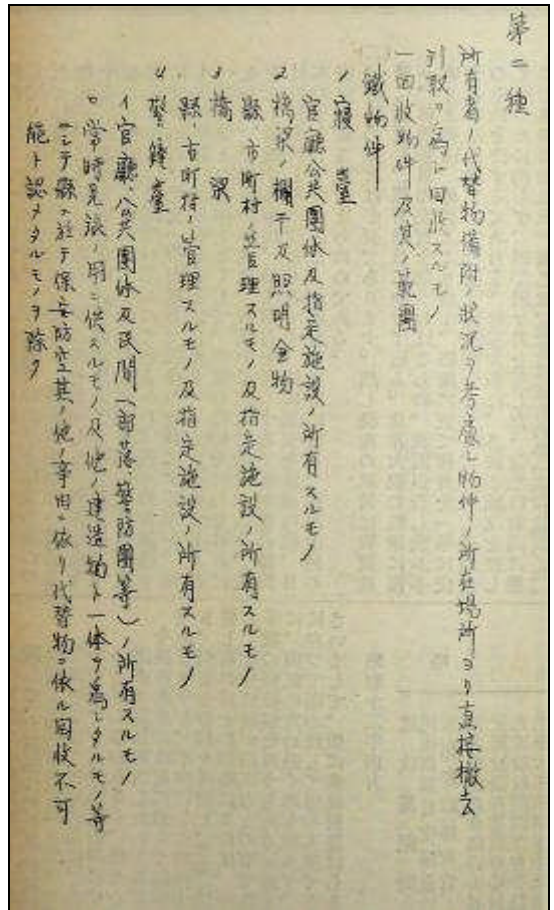 第二種
所有者ノ代替物備附状況ヲ考慮シ物件ノ所在場所ヨリ直接撤去
引取ノ為ニ回收スルモノ
一回收物件及其ノ範圍
鐵物件
1 寢臺
官廳公共團体及指定施設ノ所有スルモノ
2 橋梁ノ欄干及照明金物
縣、市町村ノ管理スルモノ及指定施設ノ所有スルモノ
3 橋梁
縣、市町村ノ管理スルモノ及指定施設ノ所有スルモノ
4 警鐘臺
イ官廳、公共團体及民間(部落、警防團等)ノ所有スルモノ
ロ常時見張ノ用ニ供スルモノ及他ノ建造物ト一体ヲ為シタルモノ等
ニシテ縣ニ於テ保安防空其ノ他ノ事由ニ依リ代替物ニ依ル回收不可
能ト認メタルモノヲ除ク